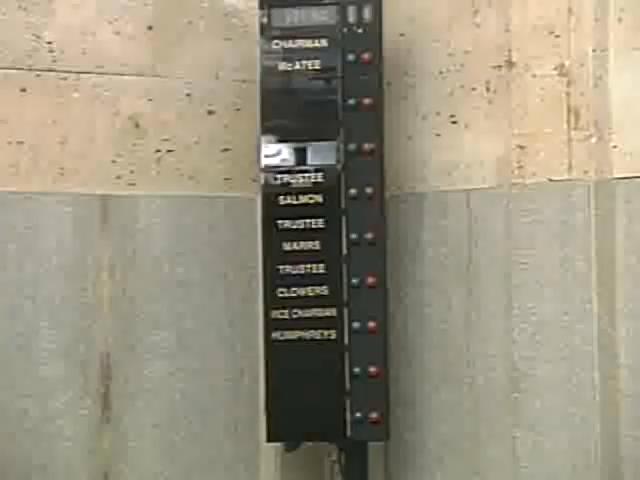 CHAIRMAN
McATEE
TRUSTEE
SALMON
TRUSTEE
MARRS
TRUSTEE
CLOWERS
VICE CHAIRMAN
HUMPHREYS